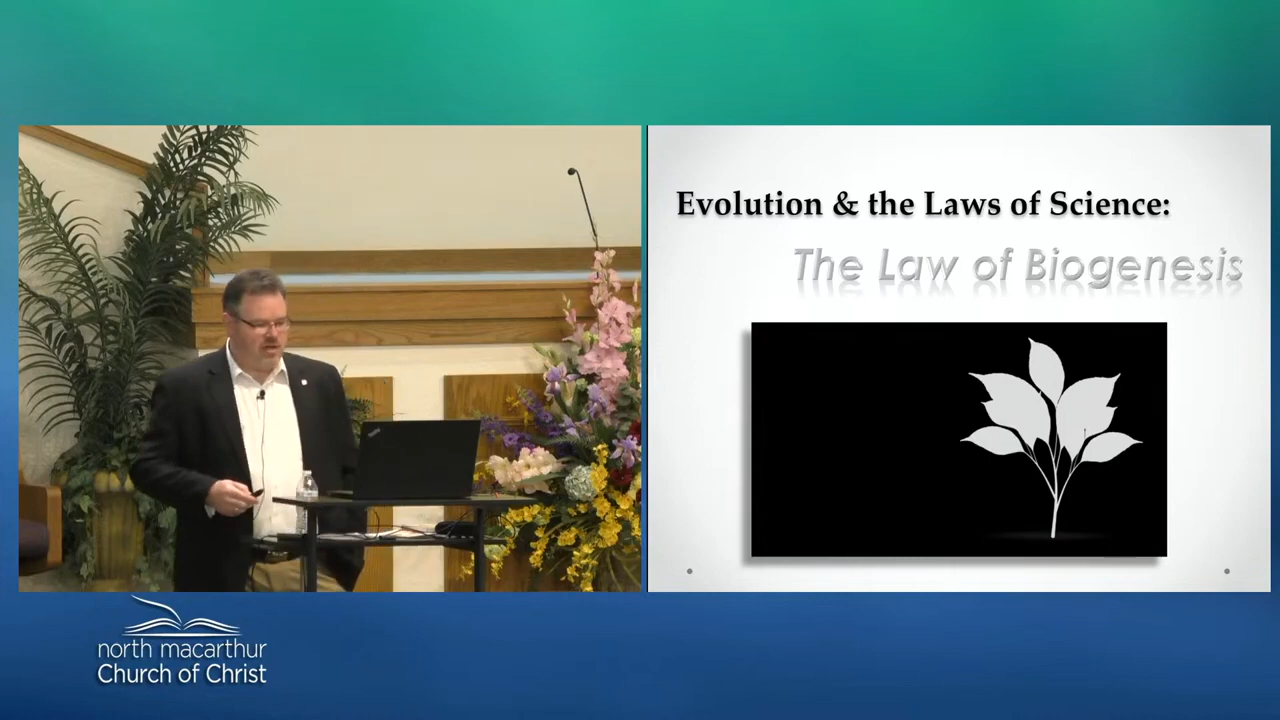 Evolution & the Laws of Science:
The Law of Biogenesis
north macarthur
Church of Christ